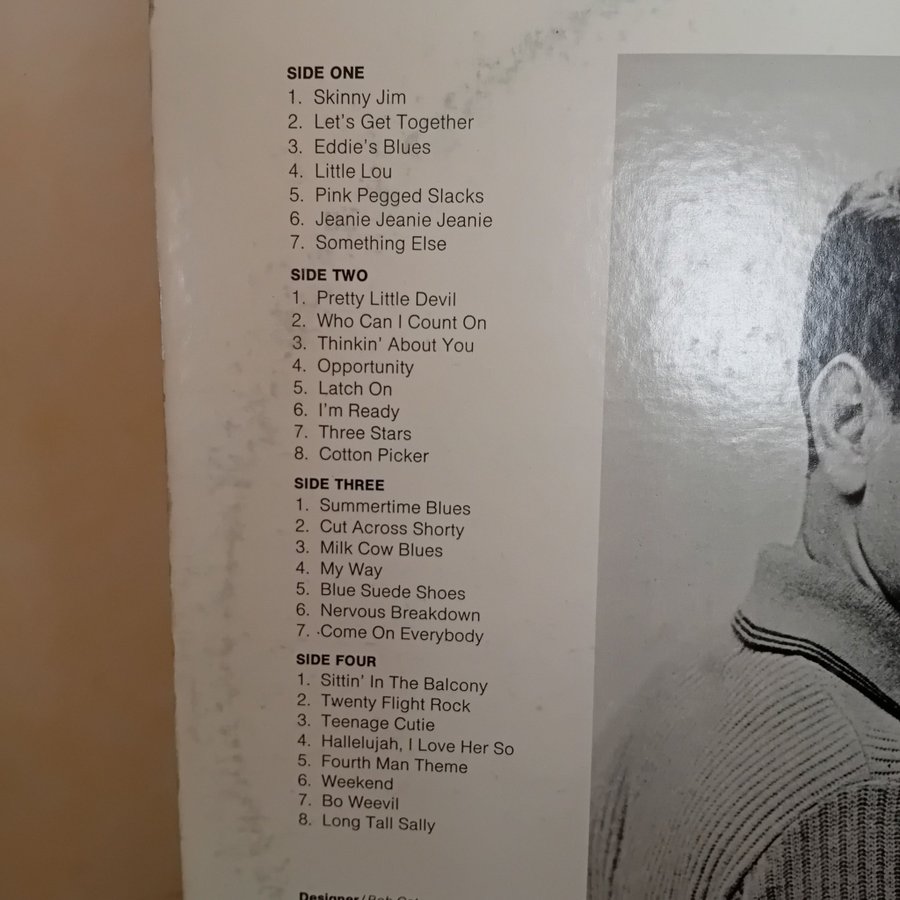 SIDE ONE
1. Skinny Jim
2. Let's Get Together
3. Eddie's Blues
4. Little Lou
5. Pink Pegged Slacks
6. Jeanie Jeanie Jeanie
7. Something Else
SIDE TWO
1. Pretty Little Devil
2. Who Can I Count On
3. Thinkin' About You
4. Opportunity
5. Latch On
6. I'm Ready
7. Three Stars
8. Cotton Picker
SIDE THREE
1. Summertime Blues
2. Cut Across Shorty
3. Milk Cow Blues
4. My Way
5. Blue Suede Shoes
6. Nervous Breakdown
7. Come On Everybody
SIDE FOUR
1. Sittin' In The Balcony
2. Twenty Flight Rock
3. Teenage Cutie
4. Hallelujah, I Love Her So
5. Fourth Man Theme
6. Weekend
7. Bo Weevil
8. Long Tall Sally
Designer/Bob